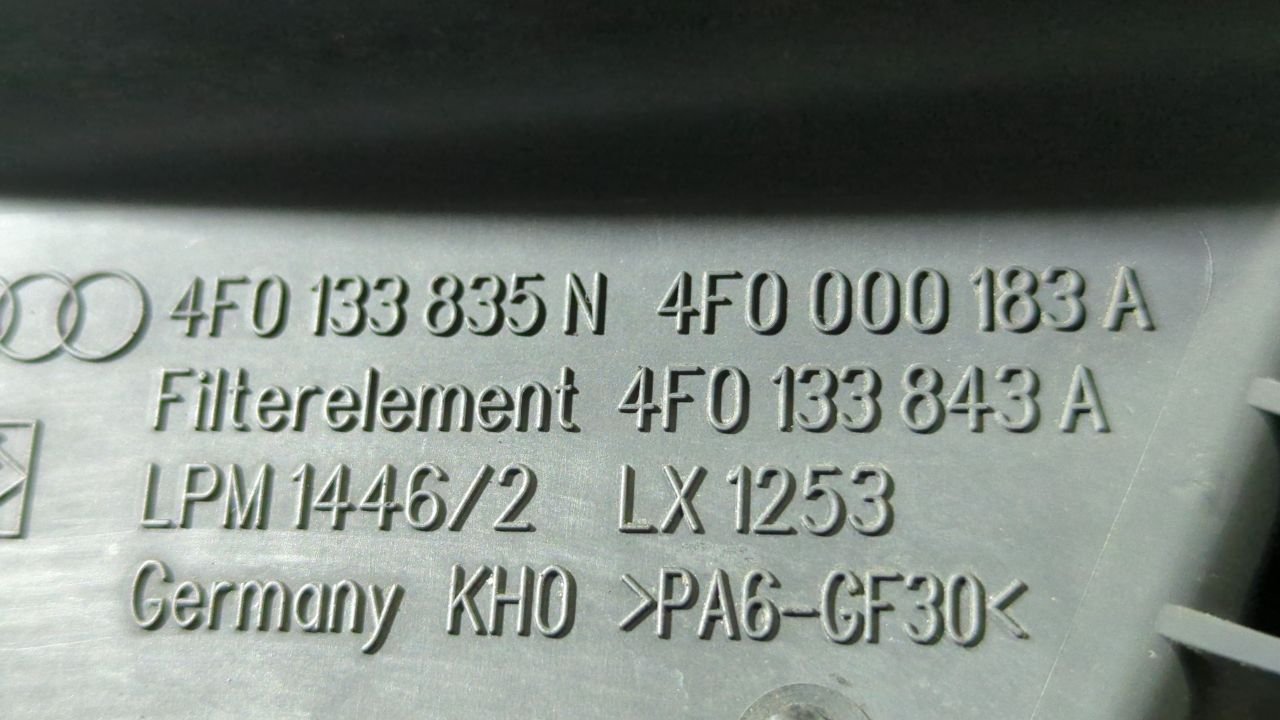 4F0 133 835 N 4F0 000 183 A
Filterelement 4F0 133 843 A
LPM 1446/2 LX 1253
Germany KHO >PA6-GF30<